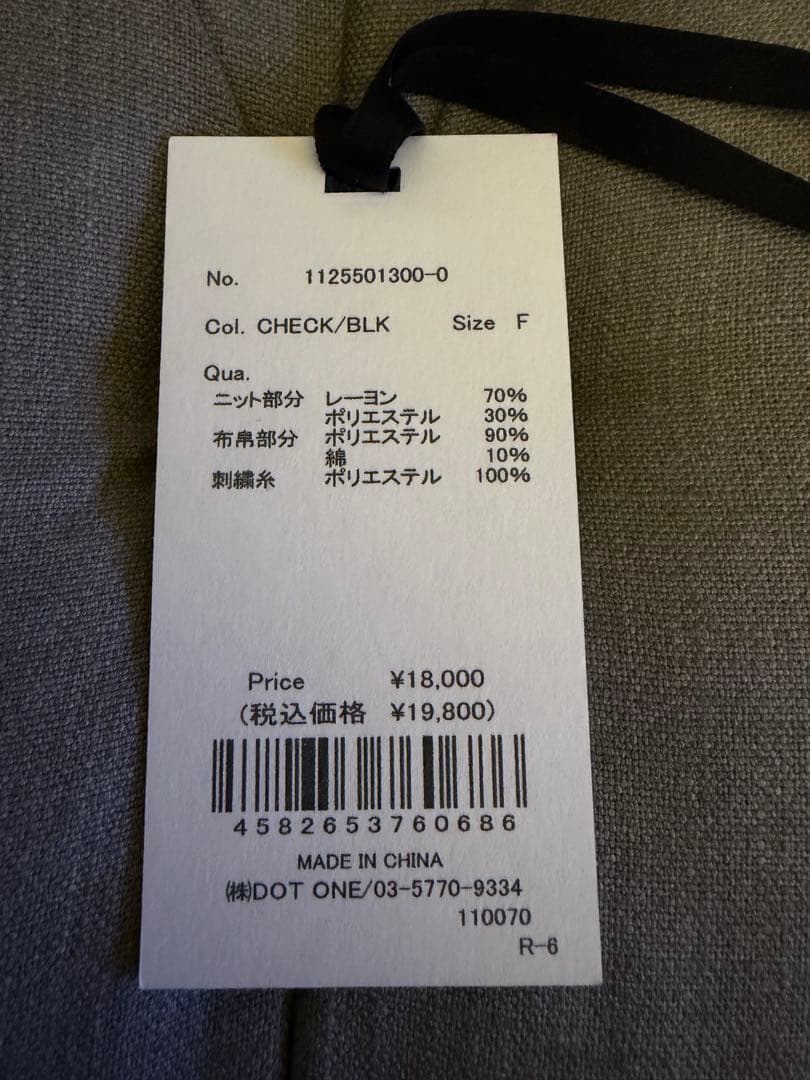 No. 1125501300-0
Col. CHECK/BLK Size F
Qua.
ニット部分 レーヨン 70%
ポリエステル 30%
布帛部分 ポリエステル 90%
綿 10%
刺繍糸 ポリエステル 100%
Price ¥18,000
(税込価格 ¥19,800)
4582653760686
MADE IN CHINA
㈱DOT ONE/03-5770-9334
110070
R-6